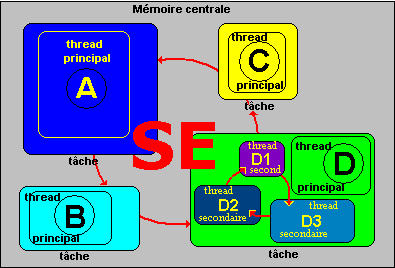 Mémoire centrale
thread
principal
A
tâche
thread
C
principal
tâche
SE
thread
B
principal
tâche
thread
D1
second
thread
D
principal
thread
D2
secondaire
thread
D3
secondaire
tâche